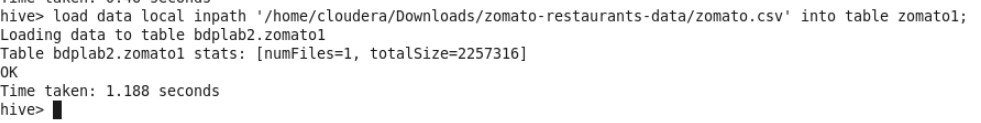 hive> load data local inpath '/home/cloudera/Downloads/zomato-restaurants-data/zomato.csv' into table zomato1;
Loading data to table bdplab2.zomato1
Table bdplab2.zomato1 stats: [numFiles=1, totalSize=2257316]
OK
Time taken: 1.188 seconds
hive>